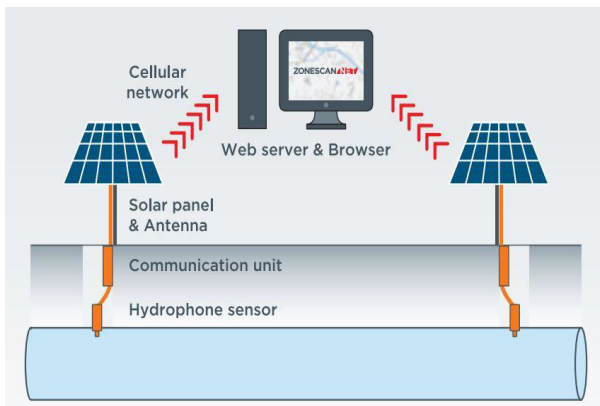 Cellular
network
ZONESCAN NET
Web server & Browser
Solar panel
& Antenna
Communication unit
Hydrophone sensor